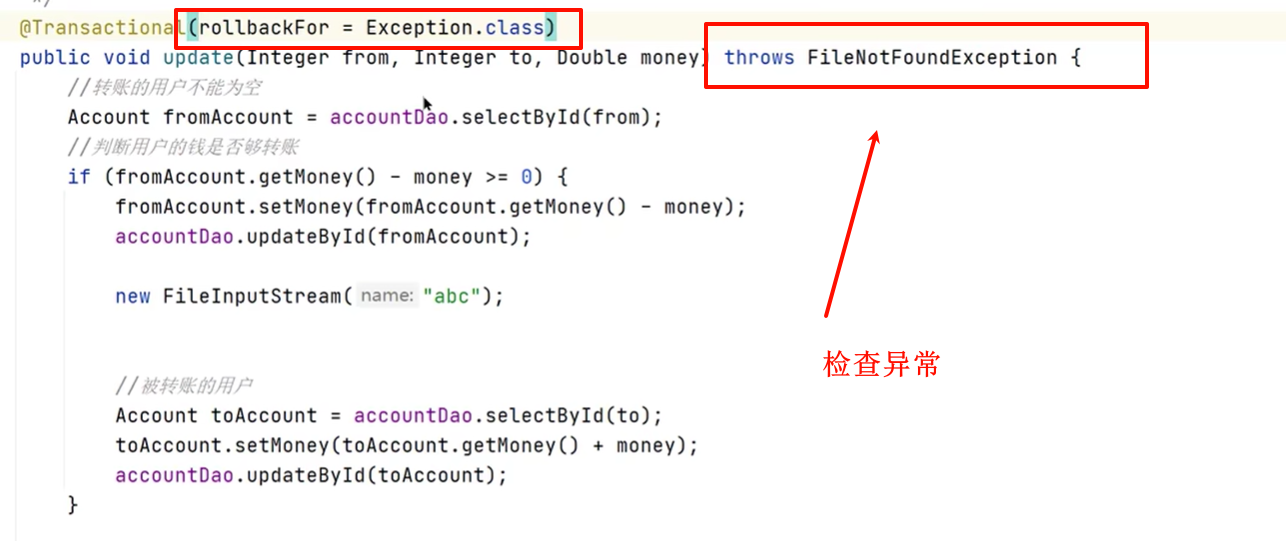 */
@Transactional(rollbackFor = Exception.class)
public void update(Integer from, Integer to, Double money) throws FileNotFoundException {
//转账的用户不能为空
Account fromAccount = accountDao.selectById(from);
//判断用户的钱是否够转账
if (fromAccount.getMoney() - money >= 0) {
fromAccount.setMoney(fromAccount.getMoney() - money);
accountDao.updateById(fromAccount);
new FileInputStream( name: "abc");
检查异常
//被转账的用户
Account toAccount = accountDao.selectById(to);
toAccount.setMoney(toAccount.getMoney() + money);
accountDao.updateById(toAccount);
}